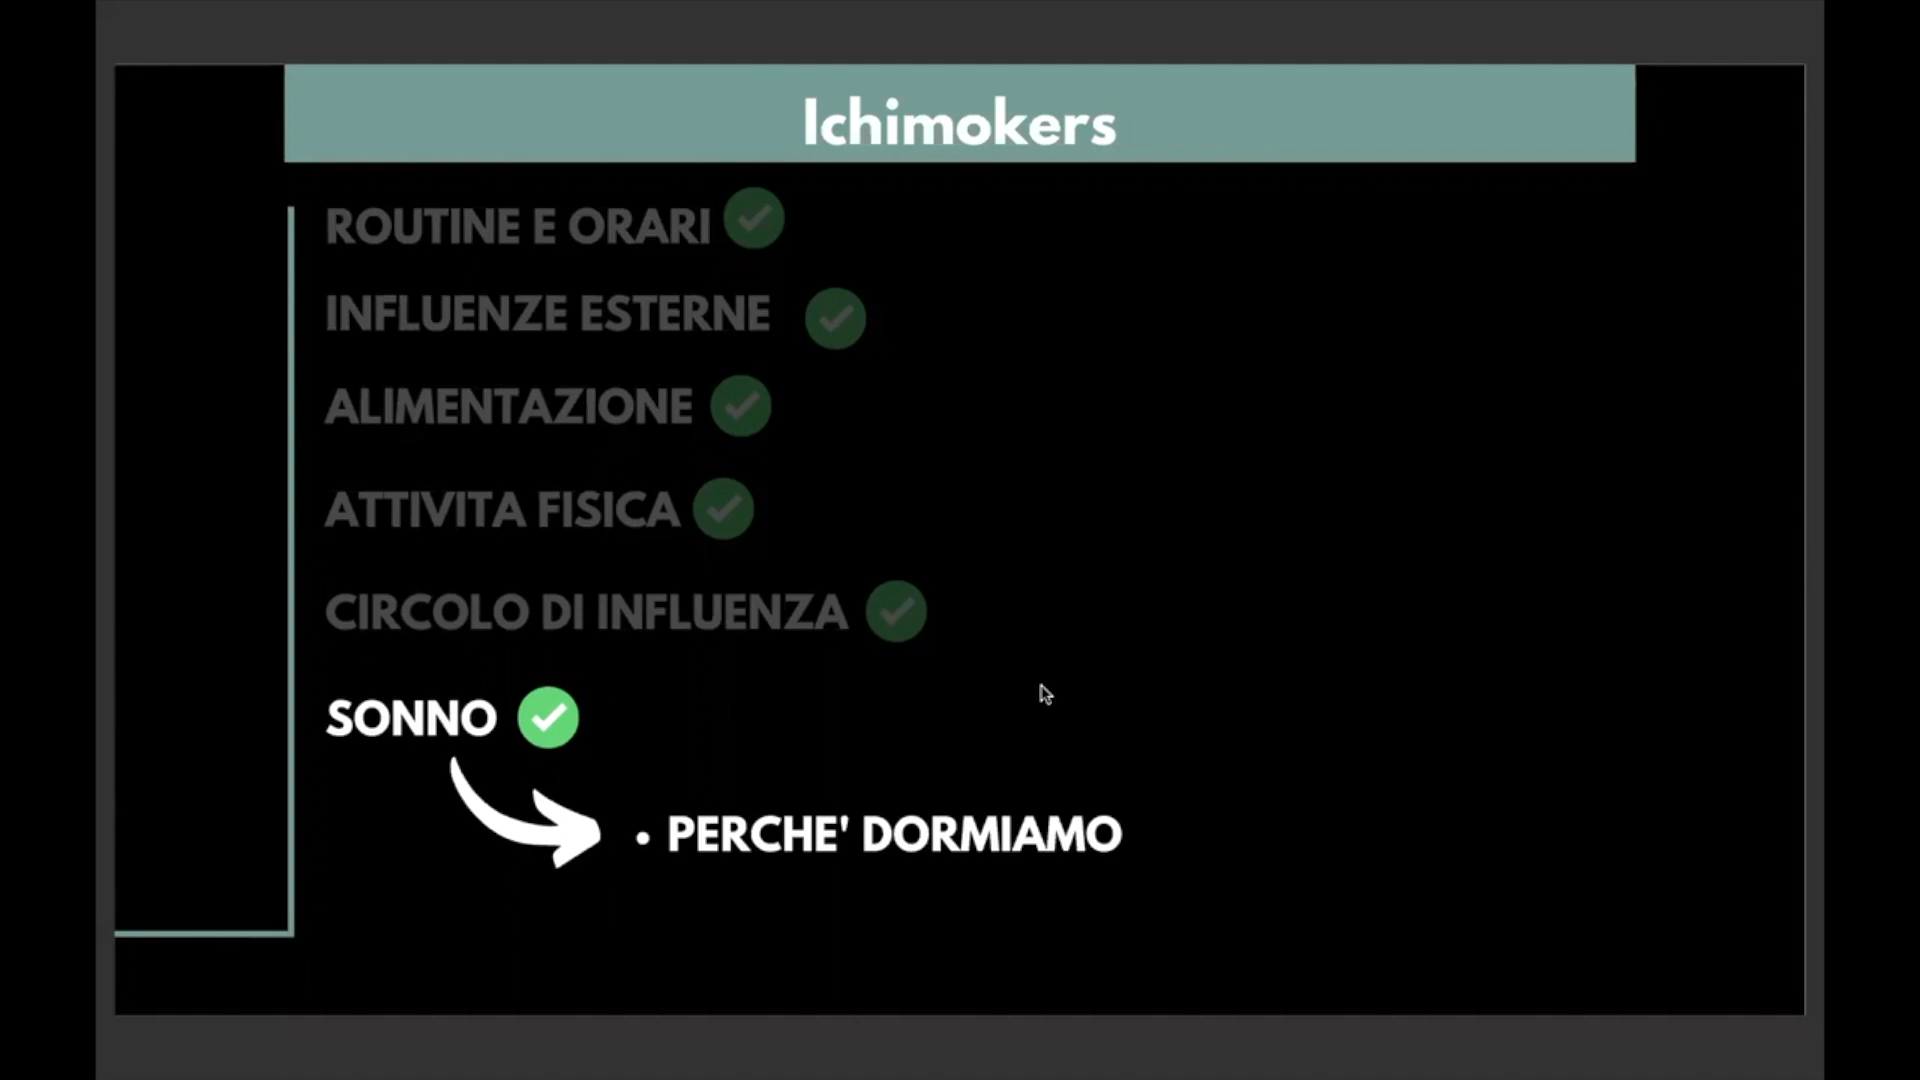 Ichimokers
ROUTINE E ORARI
INFLUENZE ESTERNE
ALIMENTAZIONE
ATTIVITA FISICA
CIRCOLO DI INFLUENZA
SONNO
• PERCHE' DORMIAMO